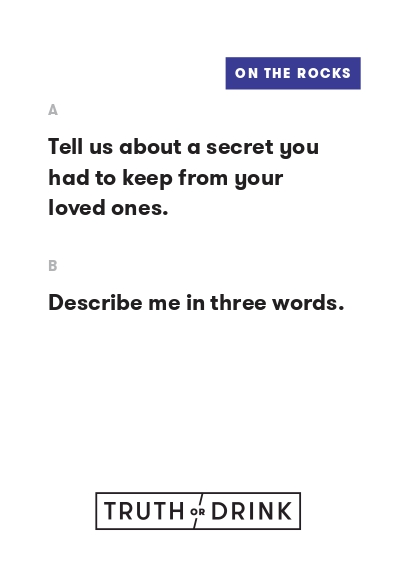 ON THE ROCKS
A
Tell us about a secret you
had to keep from your
loved ones.
B
Describe me in three words.
TRUTH OR DRINK